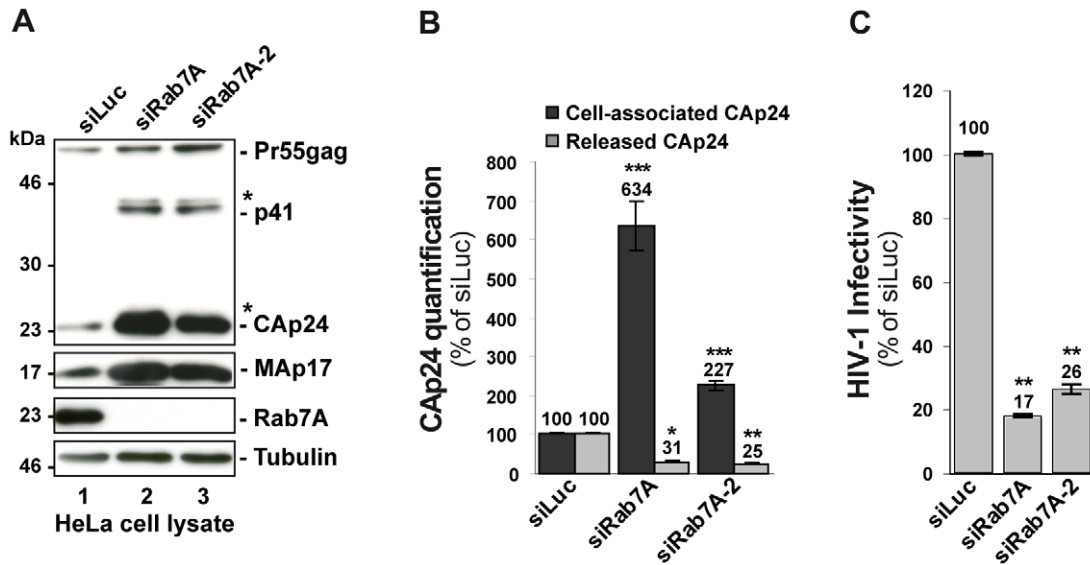 A
siLuc
siRab7A
siRab7A-2
kDa
- Pr55gag
46 -
*
- p41
30 -
*
23 -
- CAp24
17 -
- MAp17
23 -
- Rab7A
46 -
- Tubulin
1 2 3
HeLa cell lysate
B
Cell-associated CAp24
Released CAp24
CAp24 quantification
(% of siLuc)
800
700
600
500
400
300
200
100
0
100
100
***
634
*
31
***
227
**
25
siLuc
siRab7A
siRab7A-2
C
HIV-1 Infectivity
(% of siLuc)
120
100
80
60
40
20
0
100
**
17
**
26
siLuc
siRab7A
siRab7A-2